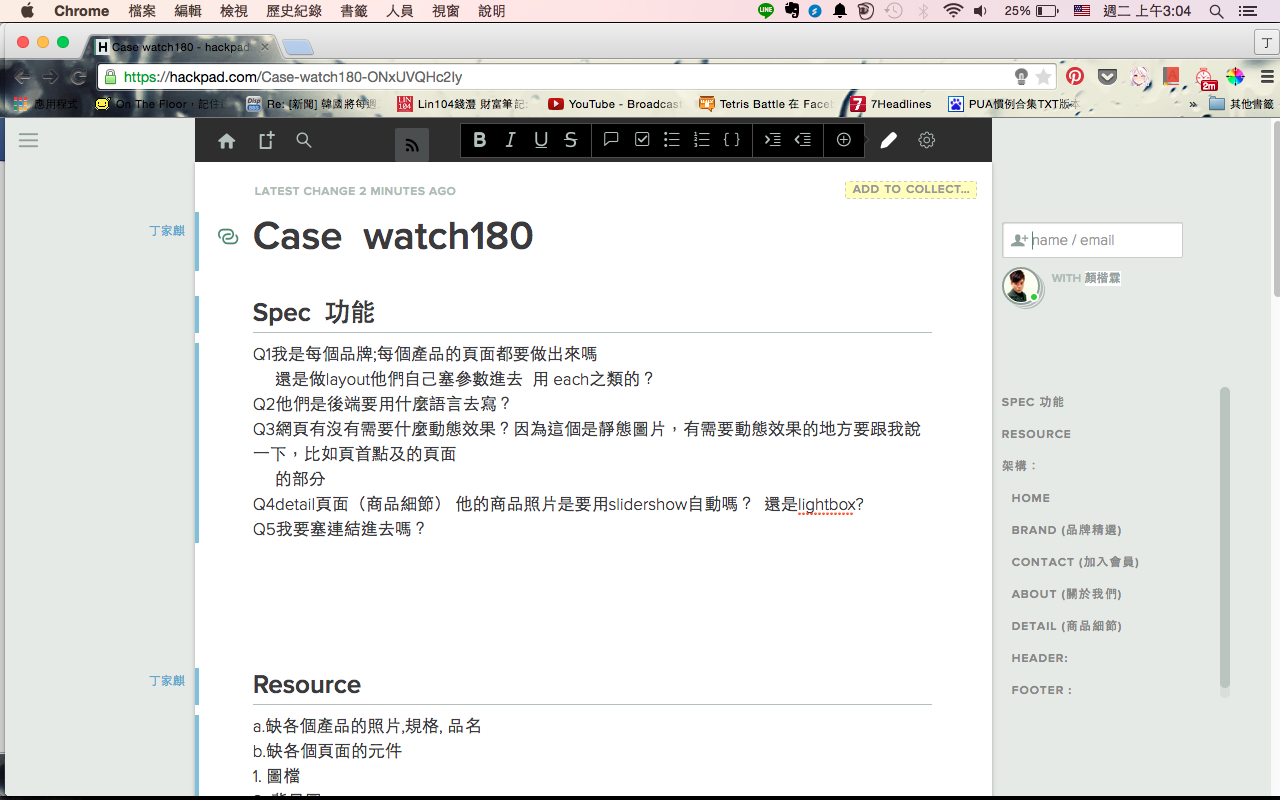 Chrome 檔案 編輯 檢視 歷史紀錄 書籤 人員 視窗 說明 25% 週二 上午3:04
H Case watch180 - hackpad 丁
https://hackpad.com/Case-watch180-ONxUVQHc2Iy 2m
應用程式 On The Floor，記住 Re: [新聞] 韓國將每週 LIN 104 Lin104錢灃 財富筆記 YouTube - Broadcast Tetris Battle 在 Face 7Headlines PUA慣例合集TXT版本 » 其他書籤
B I U S { }
LATEST CHANGE 2 MINUTES AGO
ADD TO COLLECT...
丁家麒
Case watch180
name / email
WITH 顏楷霖
Spec 功能
Q1我是每個品牌;每個產品的頁面都要做出來嗎
還是做layout他們自己塞參數進去 用 each之類的？
Q2他們是後端要用什麼語言去寫？
Q3網頁有沒有需要什麼動態效果？因為這個是靜態圖片，有需要動態效果的地方要跟我說
一下，比如頁首點及的頁面
的部分
Q4detail頁面（商品細節） 他的商品照片是要用slidershow自動嗎？ 還是lightbox?
Q5我要塞連結進去嗎？
丁家麒
Resource
a.缺各個產品的照片,規格, 品名
b.缺各個頁面的元件
1. 圖檔
SPEC 功能
RESOURCE
架構：
HOME
BRAND (品牌精選)
CONTACT (加入會員)
ABOUT (關於我們)
DETAIL (商品細節)
HEADER:
FOOTER :